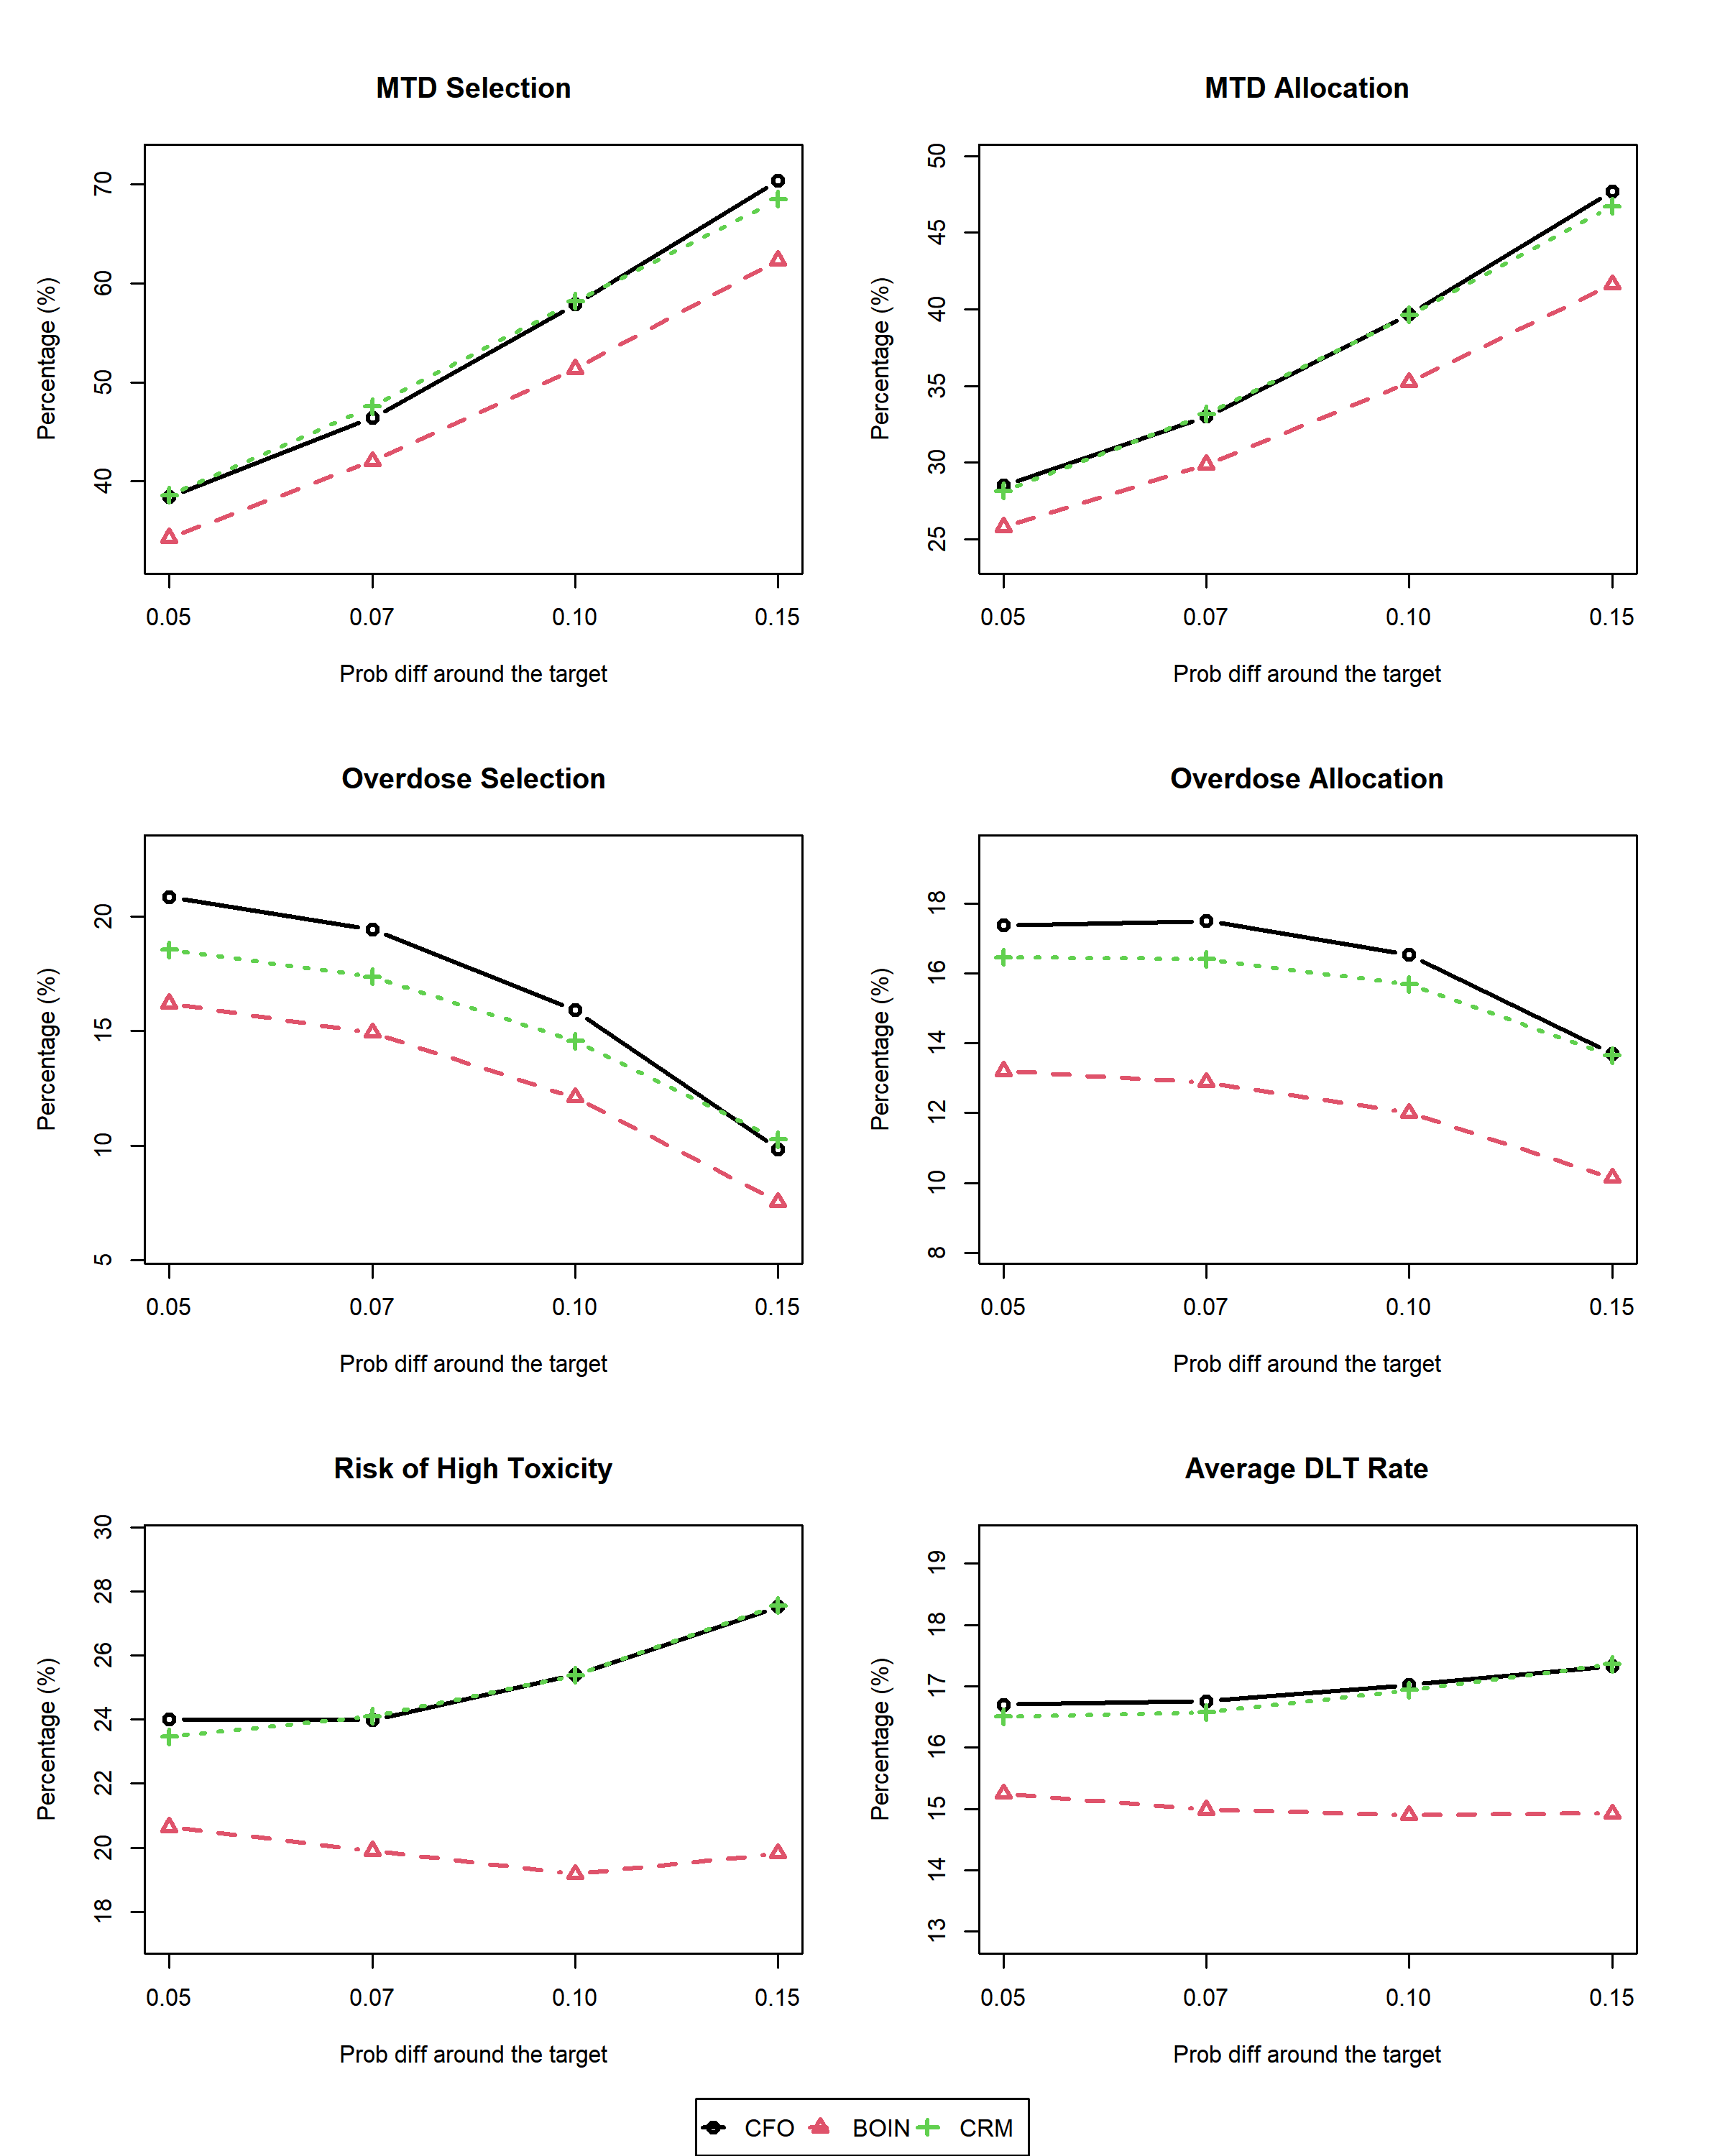 MTD Selection
Percentage (%)
70
60
50
40
0.05 0.07 0.10 0.15
Prob diff around the target
MTD Allocation
Percentage (%)
50
45
40
35
30
25
0.05 0.07 0.10 0.15
Prob diff around the target
Overdose Selection
Percentage (%)
20
15
10
5
0.05 0.07 0.10 0.15
Prob diff around the target
Overdose Allocation
Percentage (%)
18
16
14
12
10
8
0.05 0.07 0.10 0.15
Prob diff around the target
Risk of High Toxicity
Percentage (%)
30
28
26
24
22
20
18
0.05 0.07 0.10 0.15
Prob diff around the target
Average DLT Rate
Percentage (%)
19
18
17
16
15
14
13
0.05 0.07 0.10 0.15
Prob diff around the target
CFO BOIN CRM